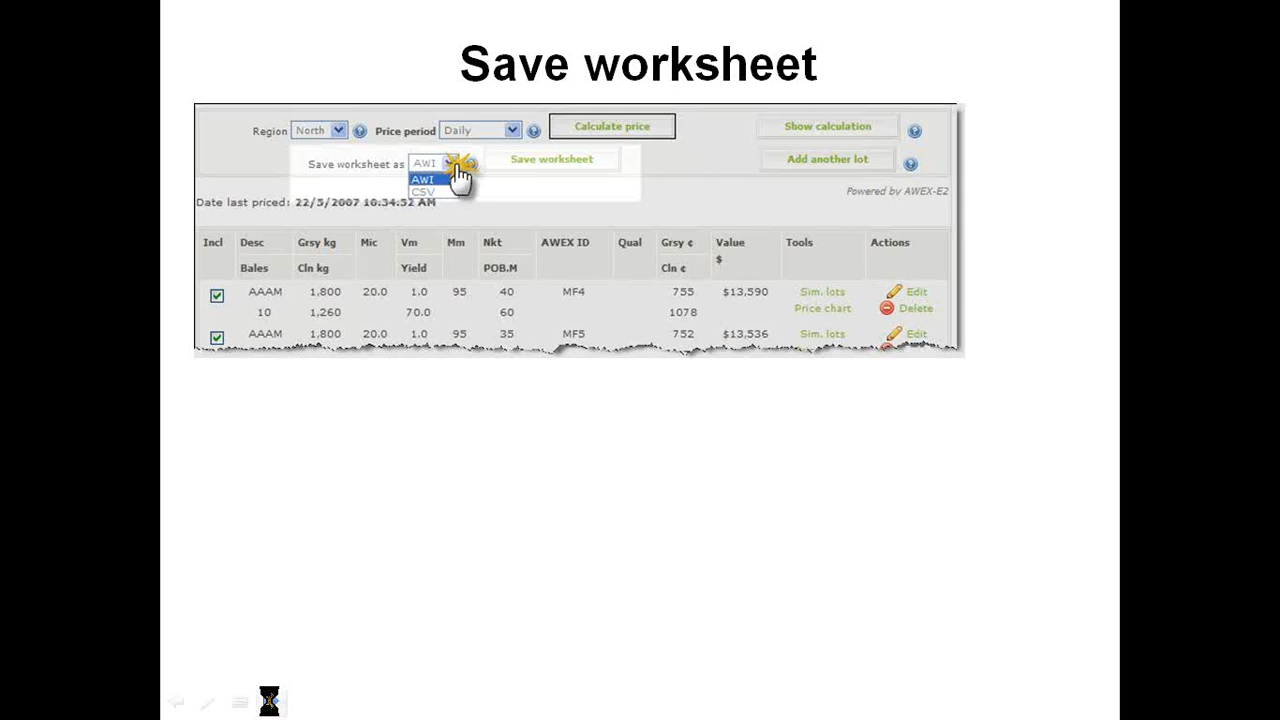 Save worksheet
Region North Price period Daily Calculate price Show calculation
Save worksheet as AWI Save worksheet Add another lot
AWI
CSV
Powered by AWEX-E2
Date last priced: 22/5/2007 10:34:52 AM
Incl Desc Grsy kg Mic Vm Mm Nkt AWEX ID Qual Grsy ¢ Value Tools Actions
$
Bales Cln kg Yield POB.M Cln ¢
AAAM 1,800 20.0 1.0 95 40 MF4 755 $13,590 Sim. lots Edit
10 1,260 70.0 60 1078 Price chart Delete
AAAM 1,800 20.0 1.0 95 35 MF5 752 $13,536 Sim. lots Edit